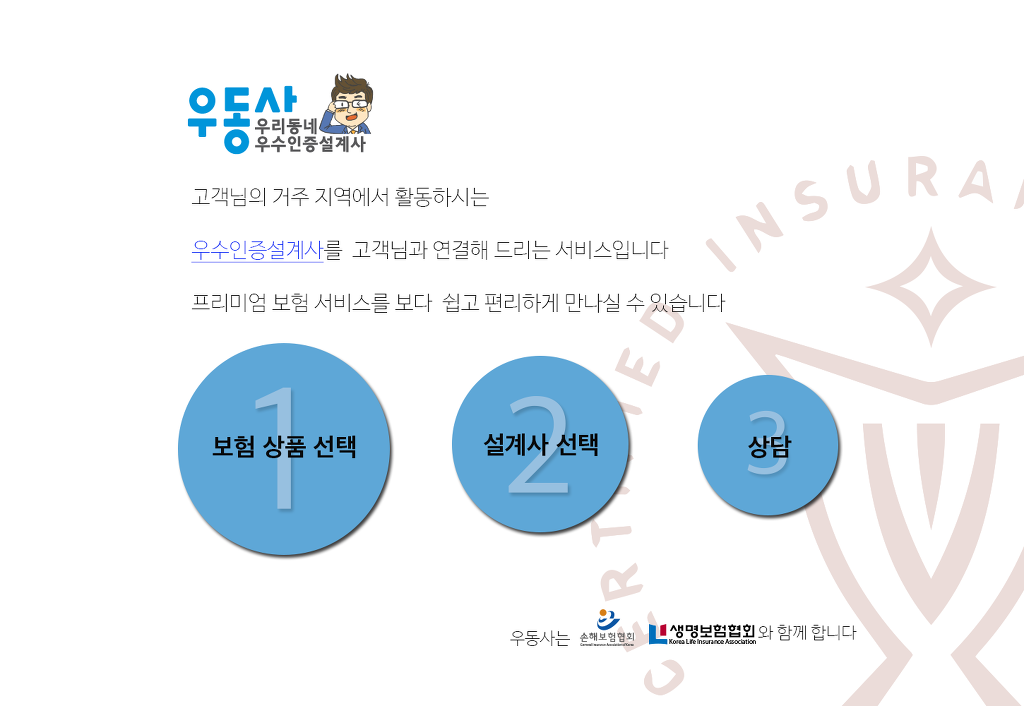 우동사
우리동네
우수인증설계사
고객님의 거주 지역에서 활동하시는
우수인증설계사를 고객님과 연결해 드리는 서비스입니다
프리미엄 보험 서비스를 보다 쉽고 편리하게 만나실 수 있습니다
1 보험 상품 선택
2 설계사 선택
3 상담
CERTIFIED INSURA
우동사는 손해보험협회 생명보험협회와 함께 합니다
General Insurance Association of Korea
Korea Life Insurance Association